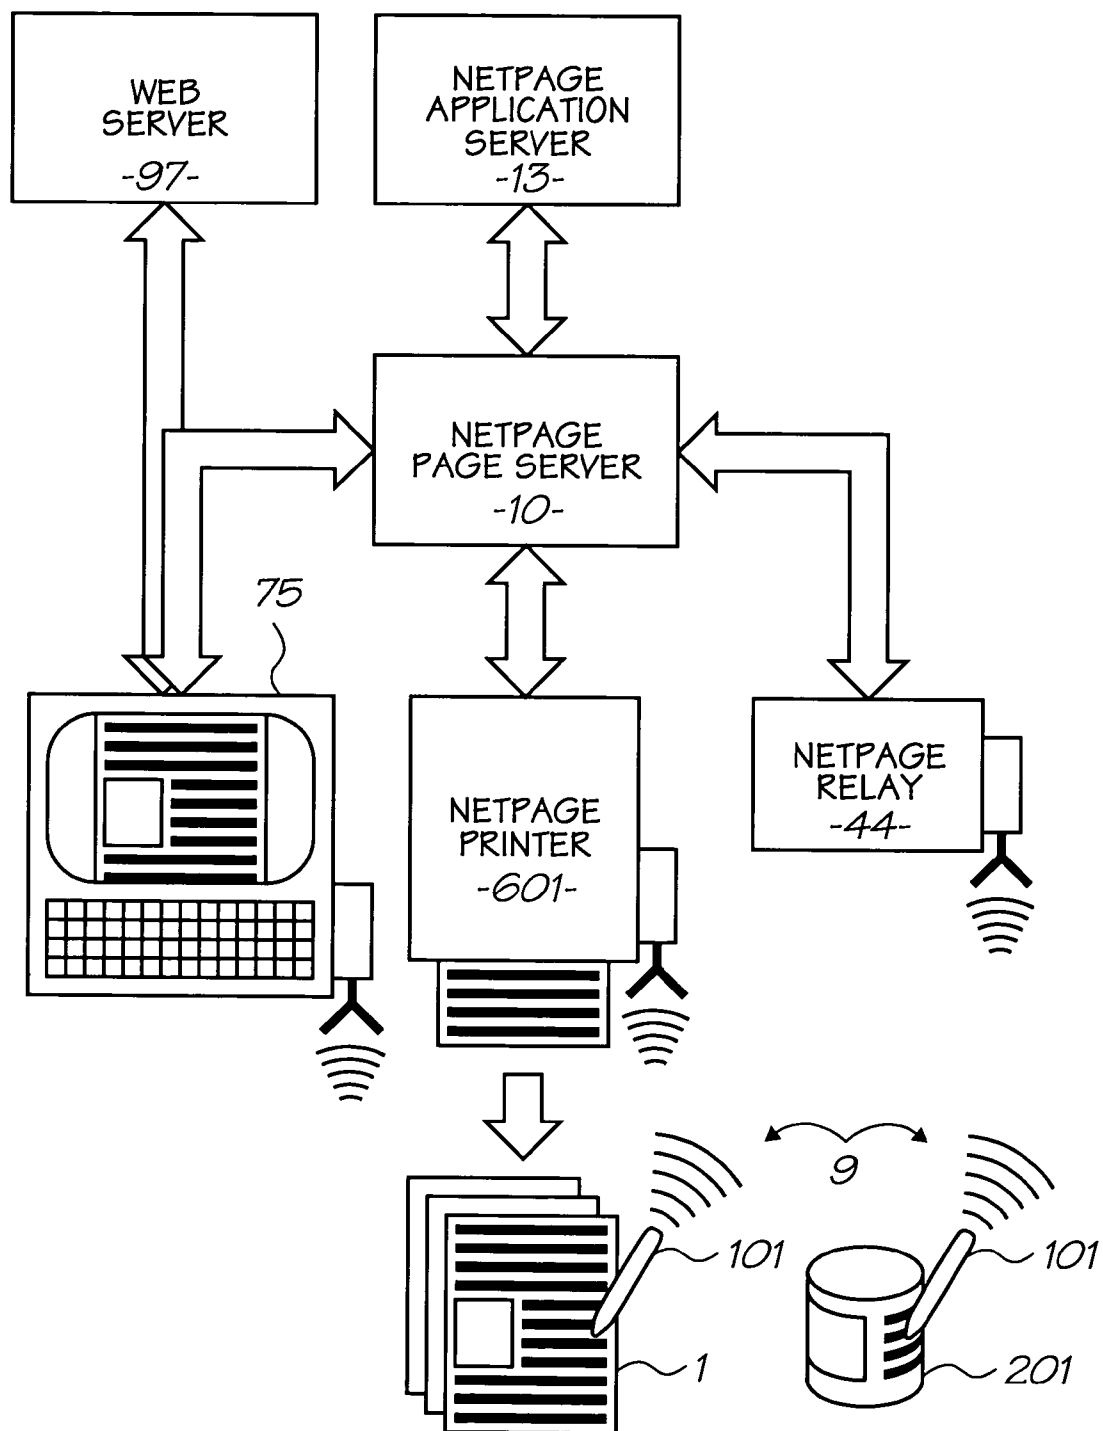 WEB
SERVER
-97-
NETPAGE
APPLICATION
SERVER
-13-
NETPAGE
PAGE SERVER
-10-
75
NETPAGE
PRINTER
-601-
NETPAGE
RELAY
-44-
9
101
101
1
201